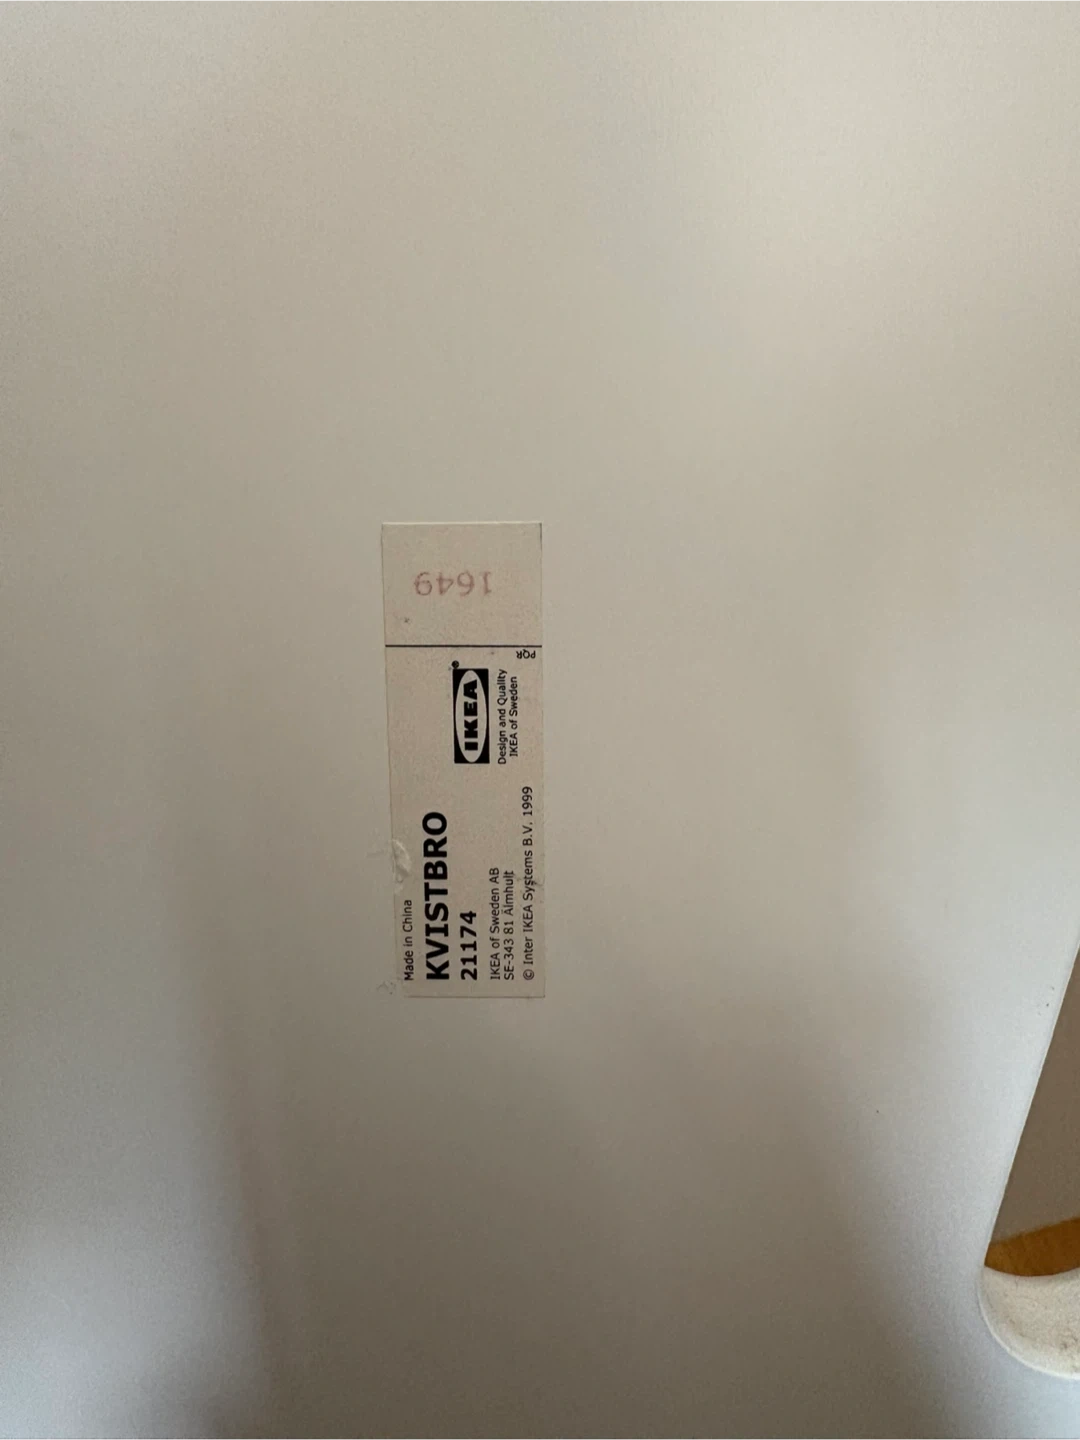 Made in China
KVISTBRO
21174
IKEA of Sweden AB
SE-343 81 Älmhult
© Inter IKEA Systems B.V. 1999
IKEA®
Design and Quality
IKEA of Sweden
1649